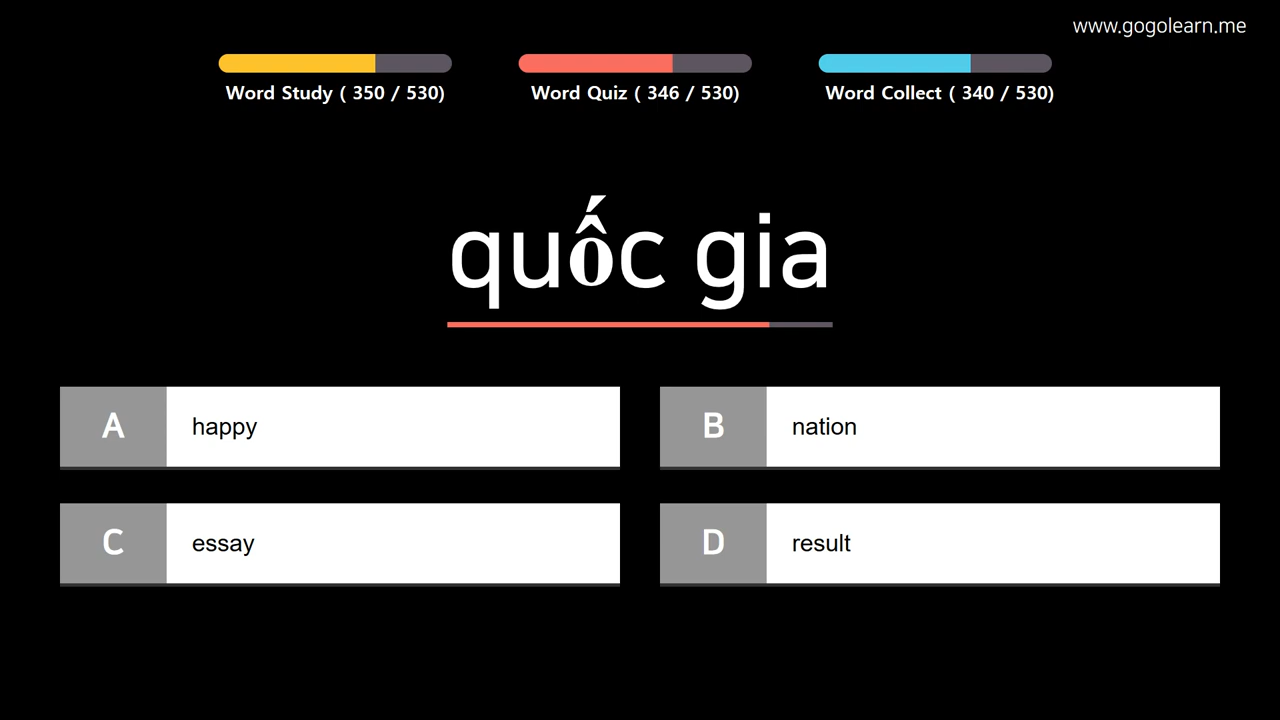 www.gogolearn.me
Word Study ( 350 / 530)
Word Quiz ( 346 / 530)
Word Collect ( 340 / 530)
quốc gia
A happy
B nation
C essay
D result